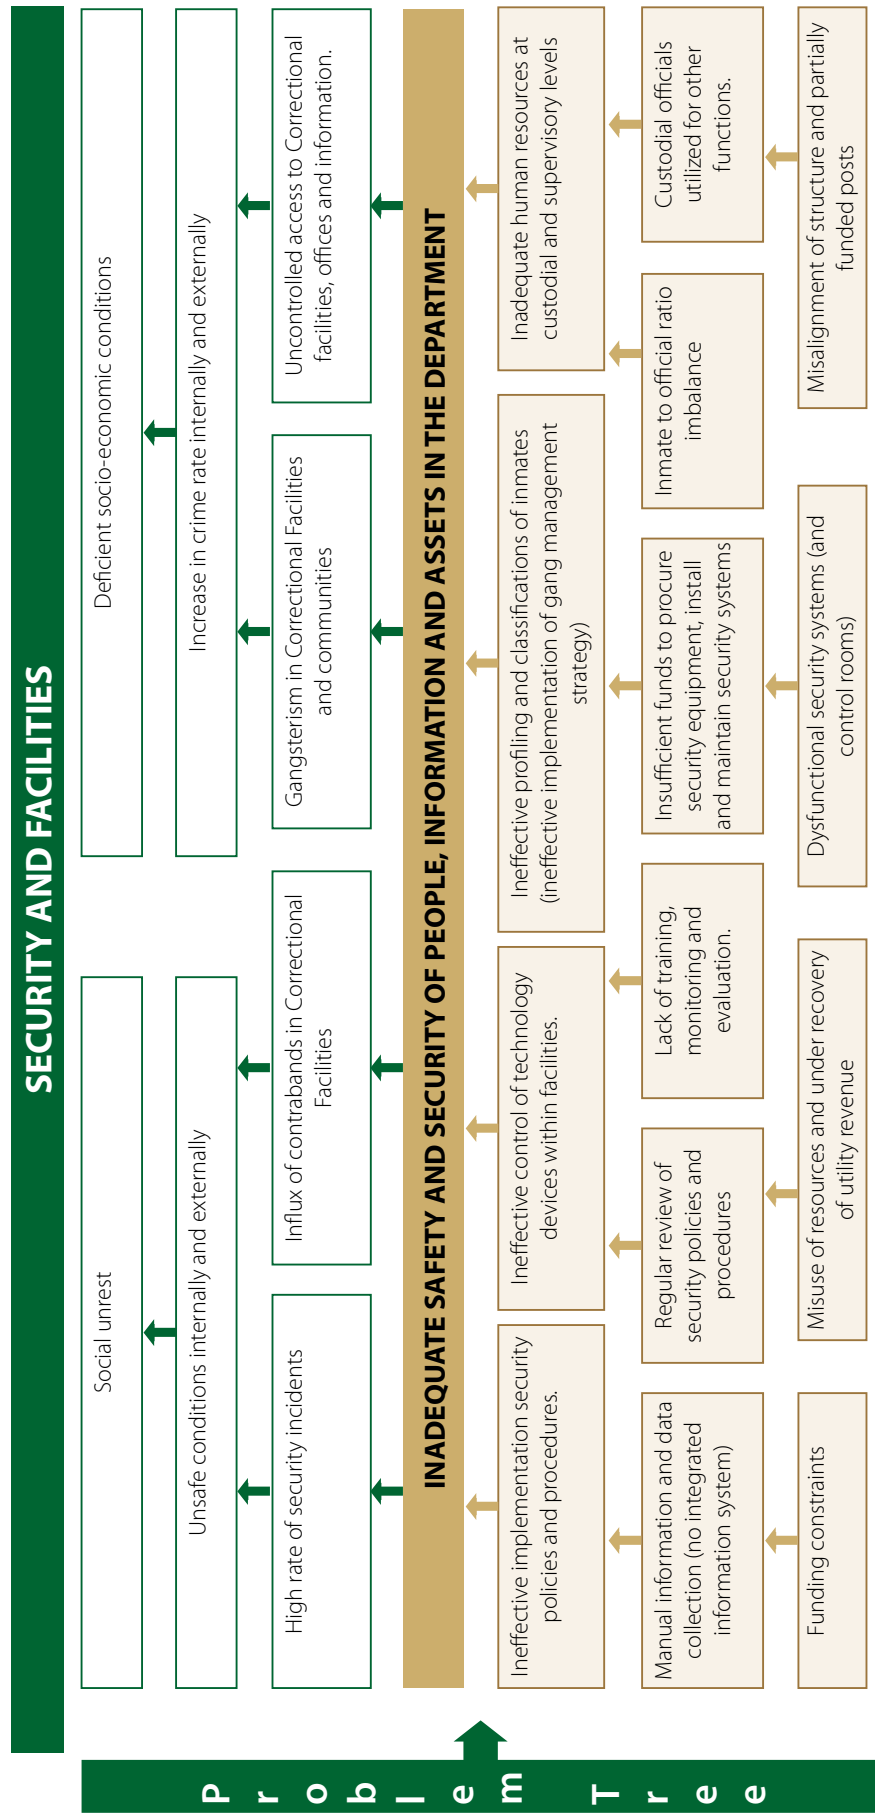 SECURITY AND FACILITIES
Problem Tree
Social unrest
Deficient socio-economic conditions
Unsafe conditions internally and externally
Increase in crime rate internally and externally
High rate of security incidents
Influx of contrabands in Correctional
Facilities
Gangsterism in Correctional Facilities
and communities
Uncontrolled access to Correctional
facilities, offices and information.
INADEQUATE SAFETY AND SECURITY OF PEOPLE, INFORMATION AND ASSETS IN THE DEPARTMENT
Ineffective implementation security
policies and procedures.
Ineffective control of technology
devices within facilities.
Ineffective profiling and classifications of inmates
(ineffective implementation of gang management
strategy)
Inadequate human resources at
custodial and supervisory levels
Manual information and data
collection (no integrated
information system)
Regular review of
security policies and
procedures
Lack of training,
monitoring and
evaluation.
Insufficient funds to procure
security equipment, install
and maintain security systems
Inmate to official ratio
imbalance
Custodial officials
utilized for other
functions.
Funding constraints
Misuse of resources and under recovery
of utility revenue
Dysfunctional security systems (and
control rooms)
Misalignment of structure and partially
funded posts